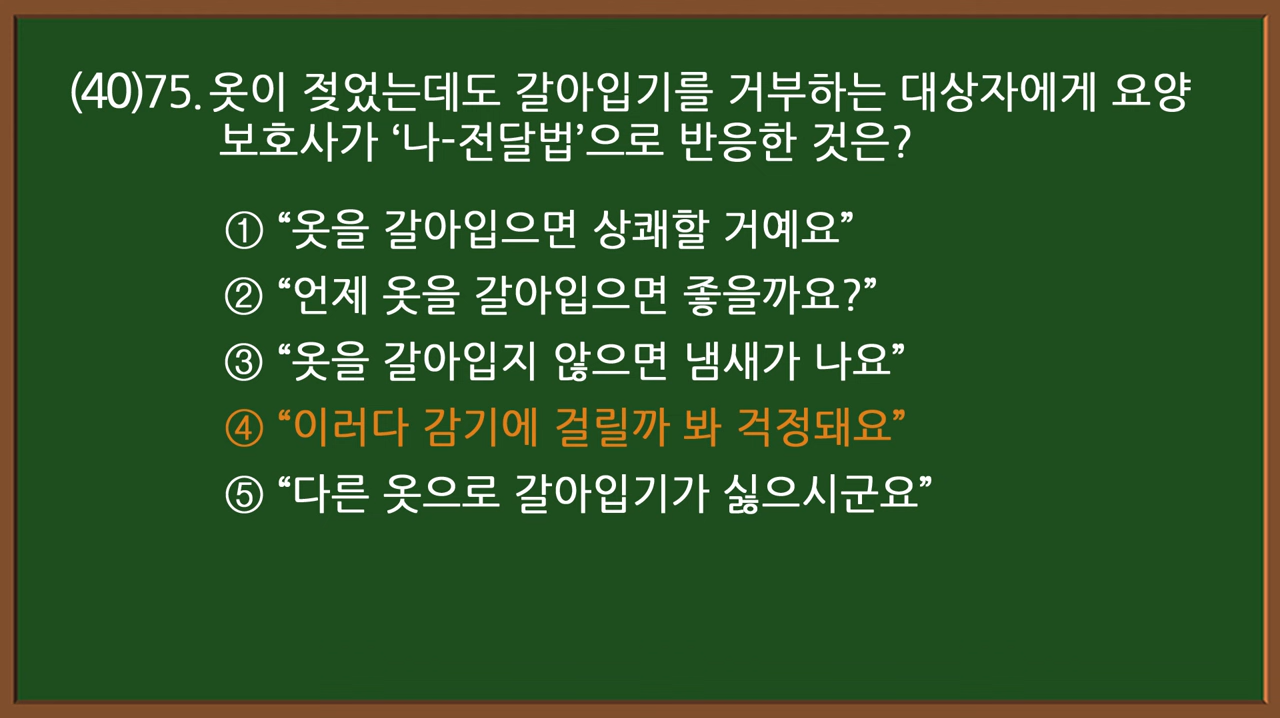 (40)75. 옷이 젖었는데도 갈아입기를 거부하는 대상자에게 요양
보호사가 ‘나-전달법’으로 반응한 것은?
① “옷을 갈아입으면 상쾌할 거예요”
② “언제 옷을 갈아입으면 좋을까요?”
③ “옷을 갈아입지 않으면 냄새가 나요”
④ “이러다 감기에 걸릴까 봐 걱정돼요”
⑤ “다른 옷으로 갈아입기가 싫으시군요”